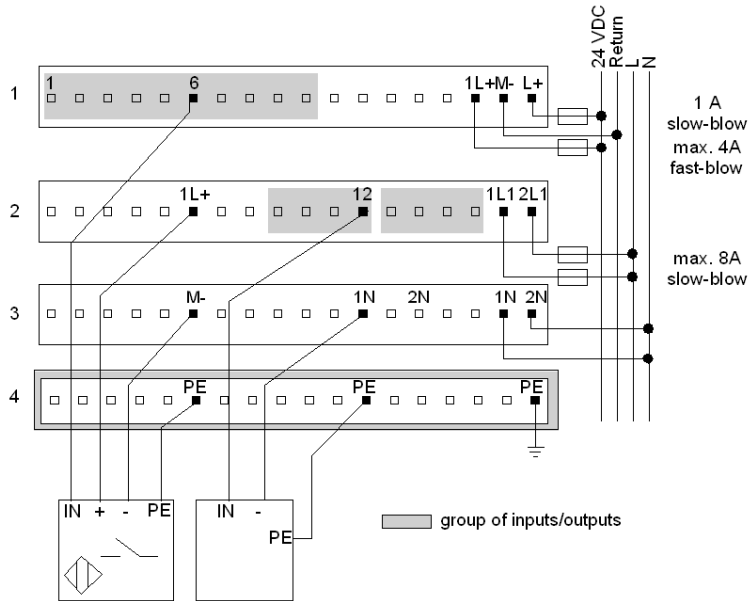 24 VDC
Return
L
N
1
1
6
1L+
M-
L+
1 A
slow-blow
max. 4A
fast-blow
2
1L+
12
1L1
2L1
max. 8A
slow-blow
3
M-
1N
2N
1N
2N
4
PE
PE
PE
IN
+
-
PE
IN
-
PE
group of inputs/outputs